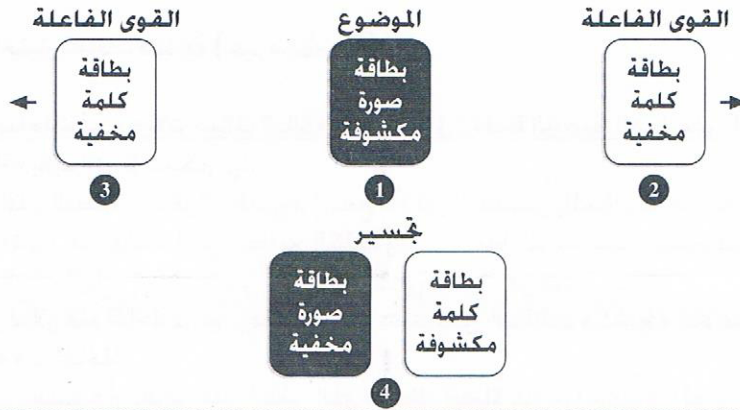 القوى الفاعلة
الموضوع
القوى الفاعلة
بطاقة
كلمة
مخفية
2
بطاقة
صورة
مكشوفة
1
بطاقة
كلمة
مخفية
3
تجسير
بطاقة
كلمة
مكشوفة
بطاقة
صورة
مخفية
4